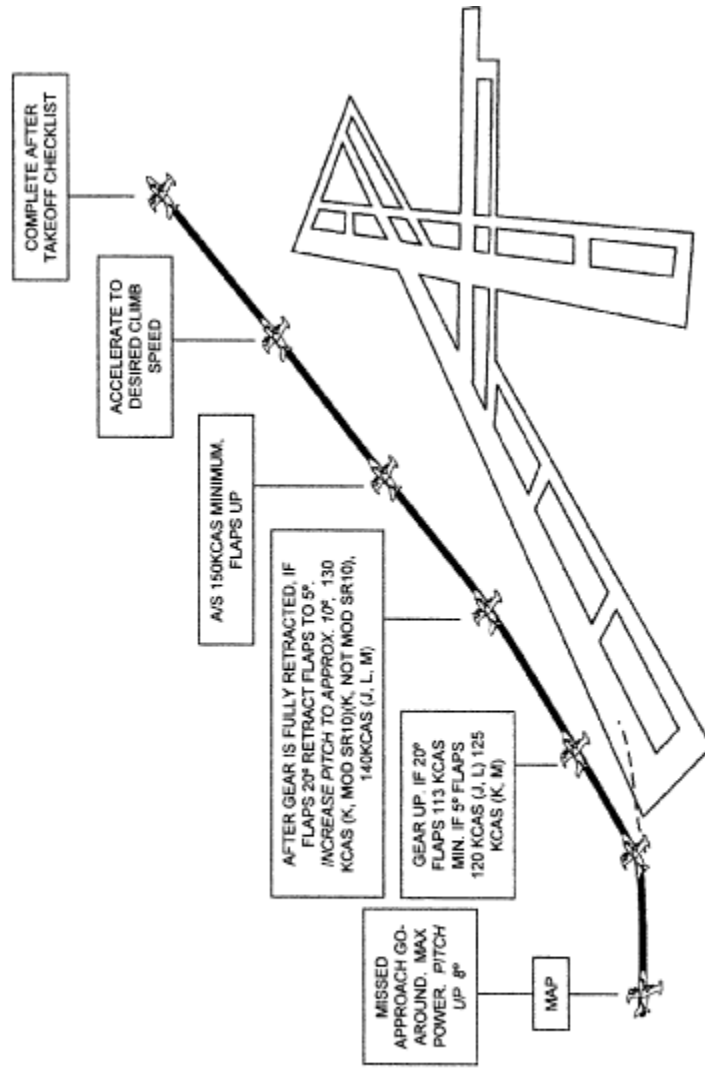 MISSED
APPROACH GO-
AROUND. MAX
POWER. PITCH
UP 8º
MAP
GEAR UP. IF 20º
FLAPS 113 KCAS
MIN. IF 5º FLAPS
120 KCAS (J, L) 125
KCAS (K, M)
AFTER GEAR IS FULLY RETRACTED, IF
FLAPS 20º RETRACT FLAPS TO 5º.
INCREASE PITCH TO APPROX. 10º, 130
KCAS (K, MOD SR10)(K, NOT MOD SR10),
140KCAS (J, L, M)
A/S 150KCAS MINIMUM,
FLAPS UP
ACCELERATE TO
DESIRED CLIMB
SPEED
COMPLETE AFTER
TAKEOFF CHECKLIST